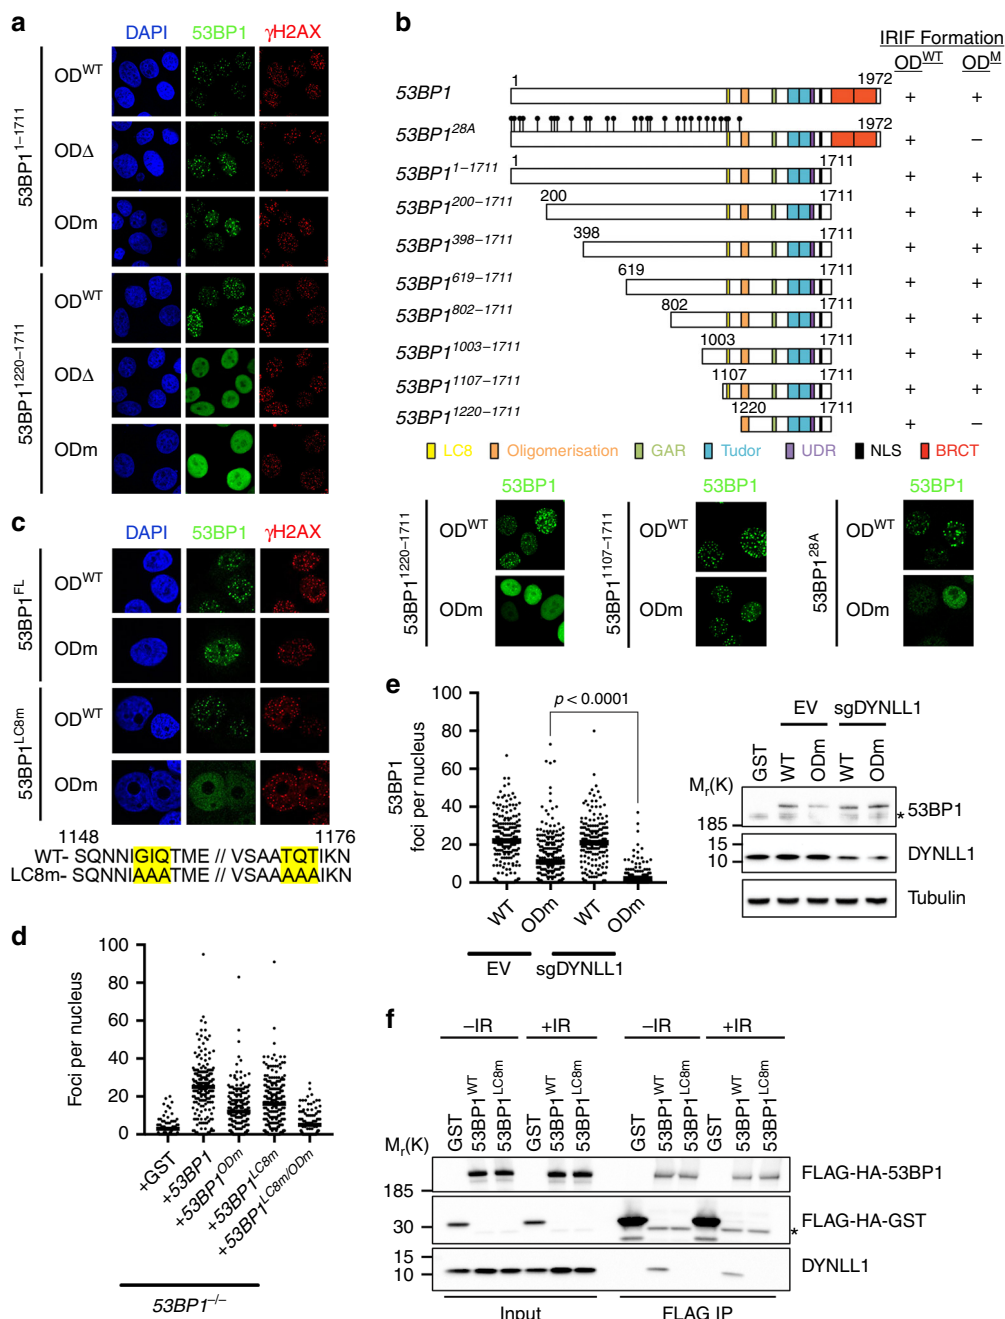 a
DAPI 53BP1 γH2AX
53BP1^1–1711
OD^WT
ODΔ
ODm
53BP1^1220–1711
OD^WT
ODΔ
ODm
b
IRIF Formation
OD^WT OD^M
1 1972
53BP1 + +
1972
53BP1^28A + –
1 1711
53BP1^1–1711 + +
200 1711
53BP1^200–1711 + +
398 1711
53BP1^398–1711 + +
619 1711
53BP1^619–1711 + +
802 1711
53BP1^802–1711 + +
1003 1711
53BP1^1003–1711 + +
1107 1711
53BP1^1107–1711 + +
1220 1711
53BP1^1220–1711 + –
LC8 Oligomerisation GAR Tudor UDR NLS BRCT
53BP1 53BP1 53BP1
53BP1^1220–1711
OD^WT
ODm
53BP1^1107–1711
OD^WT
ODm
53BP1^28A
OD^WT
ODm
c
DAPI 53BP1 γH2AX
53BP1^FL
OD^WT
ODm
53BP1^LC8m
OD^WT
ODm
1148 1176
WT- SQNNIGIQTME // VSAATQTIKN
LC8m- SQNNIAAATME // VSAAAAAIKN
d
Foci per nucleus
100
80
60
40
20
0
+GST
+53BP1
+53BP1^ODm
+53BP1^LC8m
+53BP1^LC8m/ODm
53BP1^–/–
e
53BP1
foci per nucleus
100
80
60
40
20
0
p < 0.0001
WT ODm WT ODm
EV sgDYNLL1
EV sgDYNLL1
GST WT ODm WT ODm
Mr(K)
185
53BP1
*
15
10
DYNLL1
Tubulin
f
–IR +IR –IR +IR
GST 53BP1^WT 53BP1^LC8m GST 53BP1^WT 53BP1^LC8m GST 53BP1^WT 53BP1^LC8m GST 53BP1^WT 53BP1^LC8m
Mr(K)
185
FLAG-HA-53BP1
30
FLAG-HA-GST
*
15
10
DYNLL1
Input FLAG IP